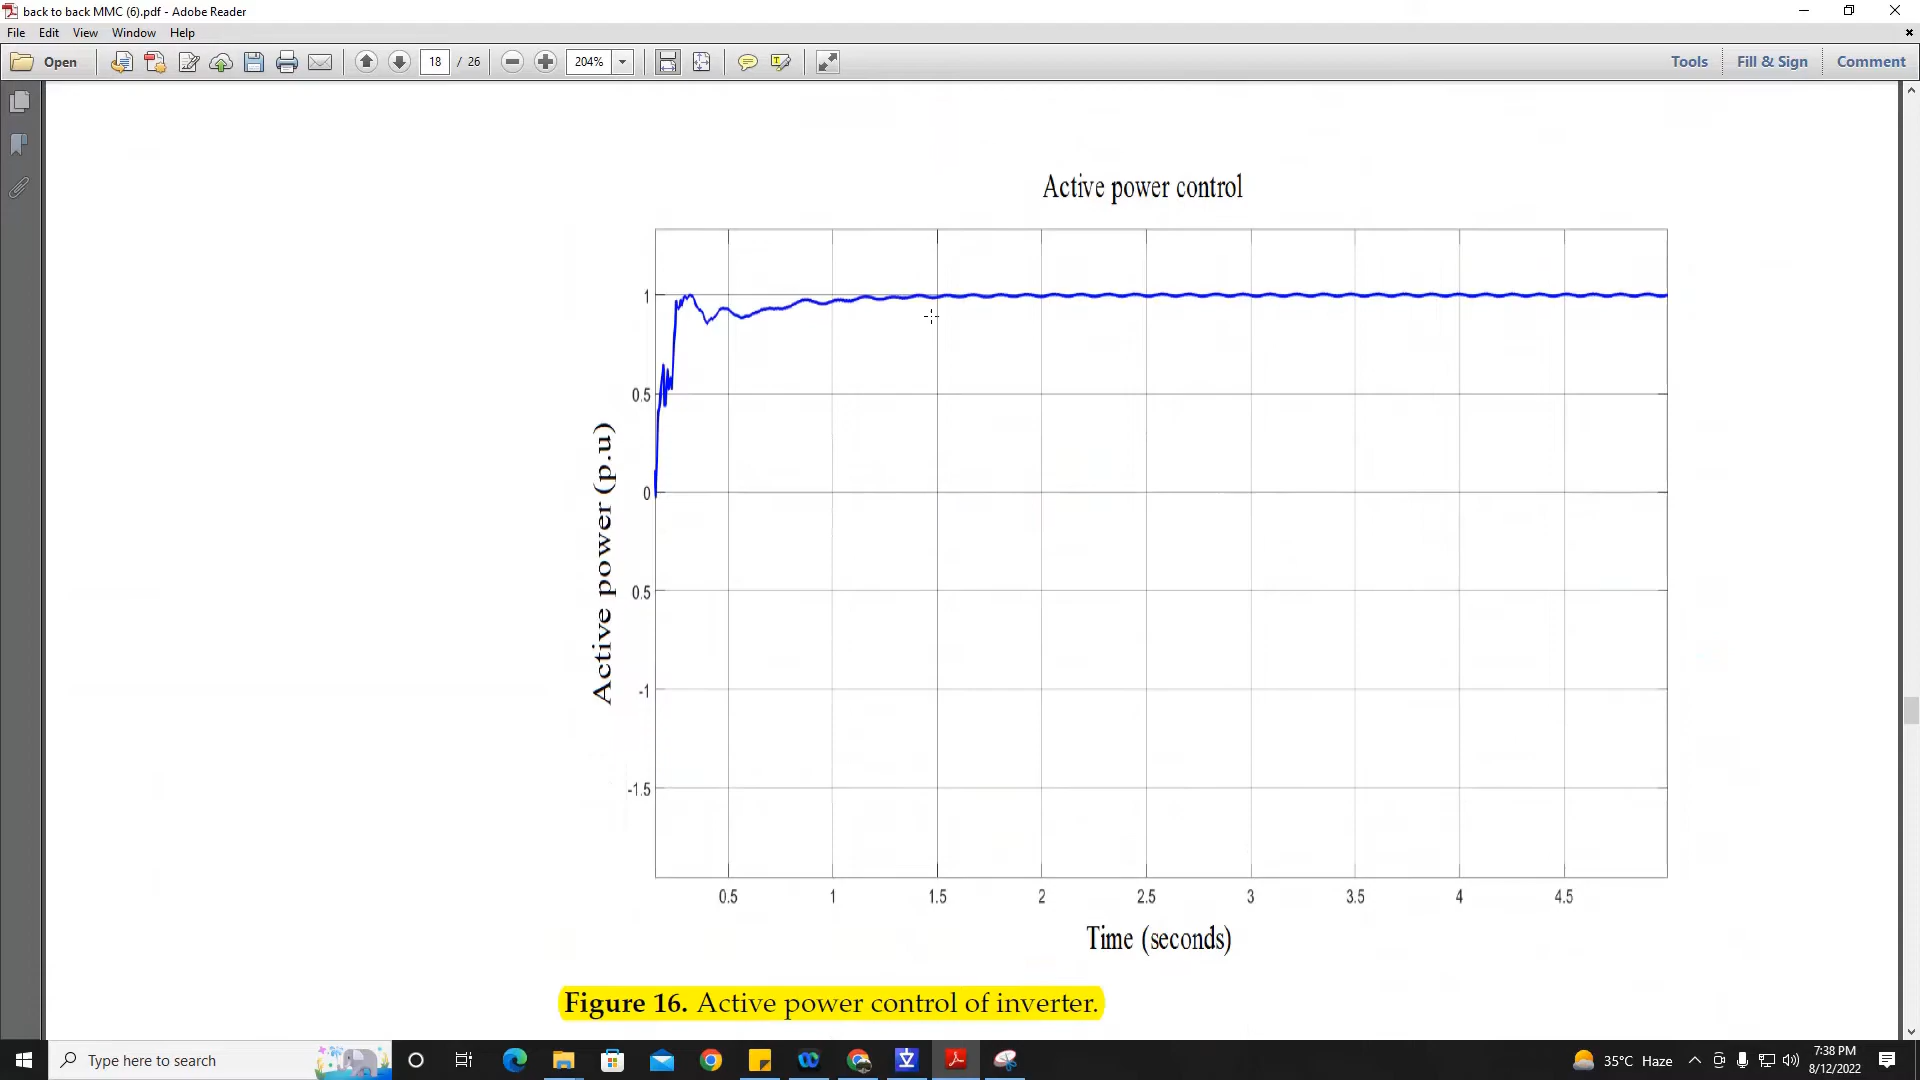 back to back MMC (6).pdf - Adobe Reader
File Edit View Window Help
Open 18 / 26 204% Tools Fill & Sign Comment
Active power control
Active power (p.u)
1
0.5
0
0.5
-1
-1.5
0.5 1 1.5 2 2.5 3 3.5 4 4.5
Time (seconds)
Figure 16. Active power control of inverter.
Type here to search
35°C Haze
7:38 PM
8/12/2022